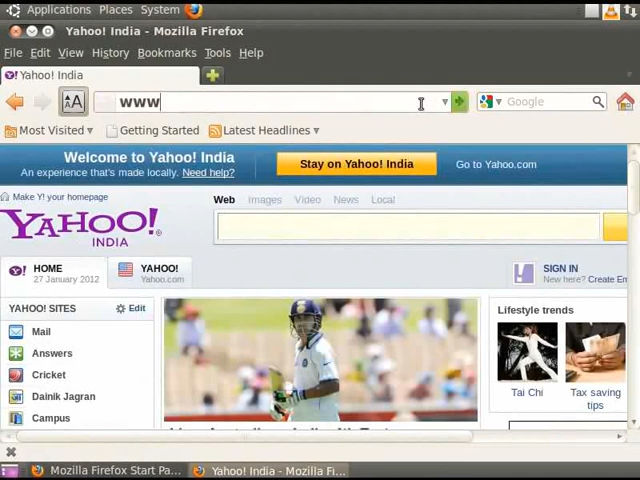 Applications Places System
Yahoo! India - Mozilla Firefox
File Edit View History Bookmarks Tools Help
Yahoo! India
www
Google
Most Visited Getting Started Latest Headlines
Welcome to Yahoo! India
An experience that's made locally. Need help?
Stay on Yahoo! India
Go to Yahoo.com
Make Y! your homepage
YAHOO!
INDIA
Web Images Video News Local
HOME
27 January 2012
YAHOO!
Yahoo.com
SIGN IN
New here? Create
YAHOO! SITES Edit
Mail
Answers
Cricket
Dainik Jagran
Campus
Lifestyle trends
Tai Chi
Tax saving
tips
Mozilla Firefox Start Pa...
Yahoo! India - Mozilla Fi...